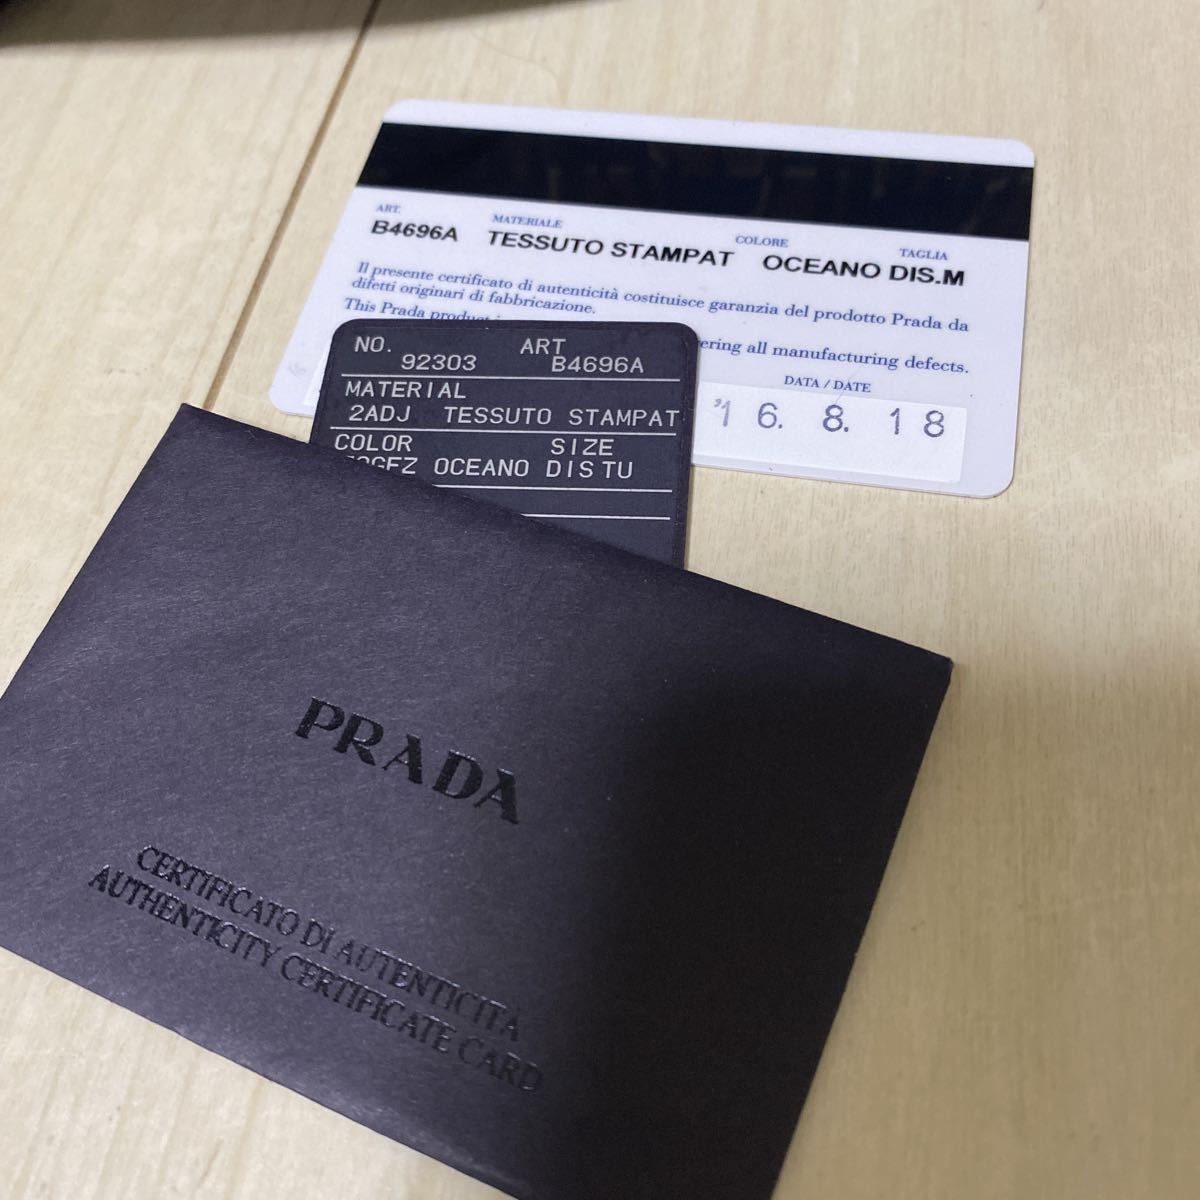 ART. MATERIALE COLORE TAGLIA
B4696A TESSUTO STAMPAT OCEANO DIS.M
Il presente certificato di autenticità costituisce garanzia del prodotto Prada da
difetti originari di fabbricazione.
This Prada product ering all manufacturing defects.
DATA / DATE
'16. 8. 18
NO. ART
92303 B4696A
MATERIAL
2ADJ TESSUTO STAMPAT
COLOR SIZE
OCEANO DISTU
PRADA
CERTIFICATO DI AUTENTICITÀ
AUTHENTICITY CERTIFICATE CARD